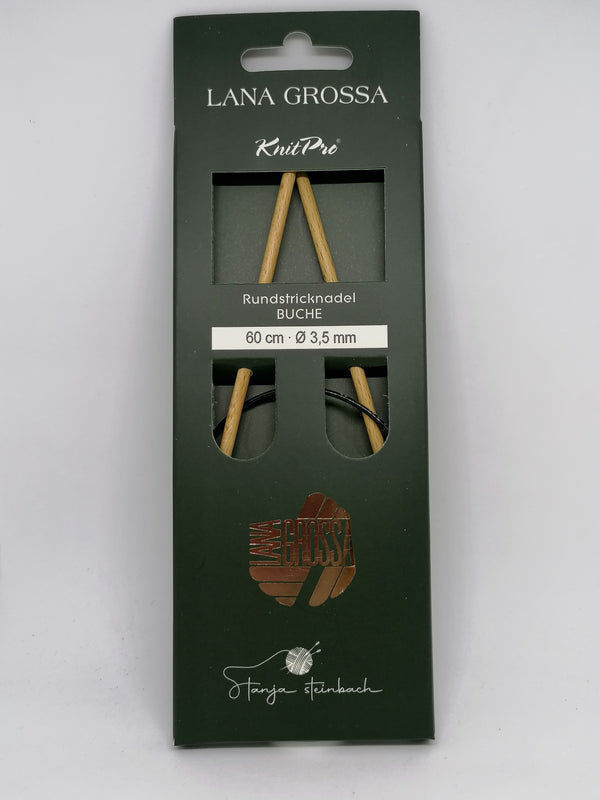 LANA GROSSA
KnitPro®
Rundstricknadel
BUCHE
60 cm · Ø 3,5 mm
LANA
GROSSA
Stanja steinbach